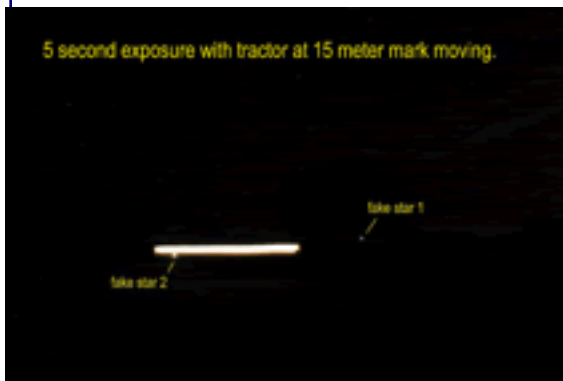 5 second exposure with tractor at 15 meter mark moving.
fake star 1
fake star 2